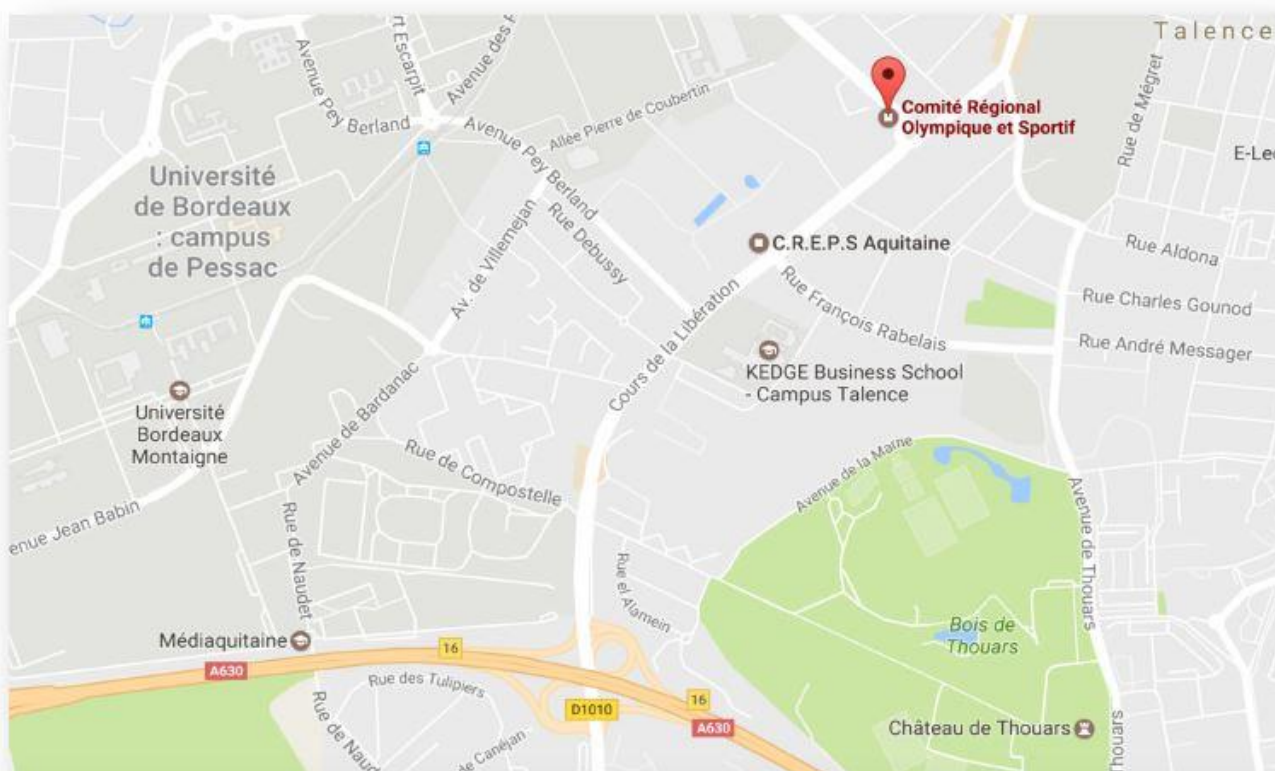 Talence
Avenue Pey Berland
rt Escarpit
Avenue des F
Avenue Pey Berland
Allée Pierre de Coubertin
Comité Régional
Olympique et Sportif
Rue de Mégret
E-Lec
Université
de Bordeaux
: campus
de Pessac
Av. de Villemejan
Rue Debussy
C.R.E.P.S Aquitaine
Rue Aldona
Rue Charles Gounod
Rue François Rabelais
Rue André Messager
Cours de la Libération
KEDGE Business School
- Campus Talence
Université
Bordeaux
Montaigne
Avenue de Bardanac
Rue de Compostelle
Avenue de la Marne
enue Jean Babin
Rue de Naudet
Rue el Alamein
Avenue de Thouars
Bois de
Thouars
Médiaquitaine
A630
16
Rue des Tulipiers
D1010
16
A630
Château de Thouars
Rue de Naud
de Canéjan
Thouars